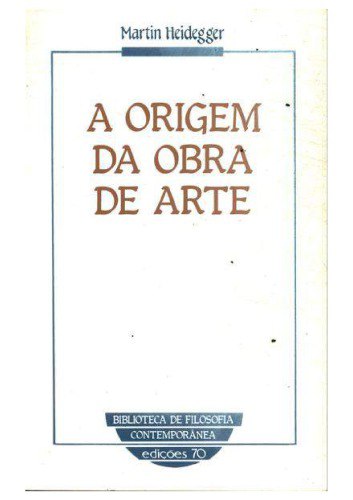 Martin Heidegger
A ORIGEM
DA OBRA
DE ARTE
BIBLIOTECA DE FILOSOFIA
CONTEMPORÂNEA
edições 70